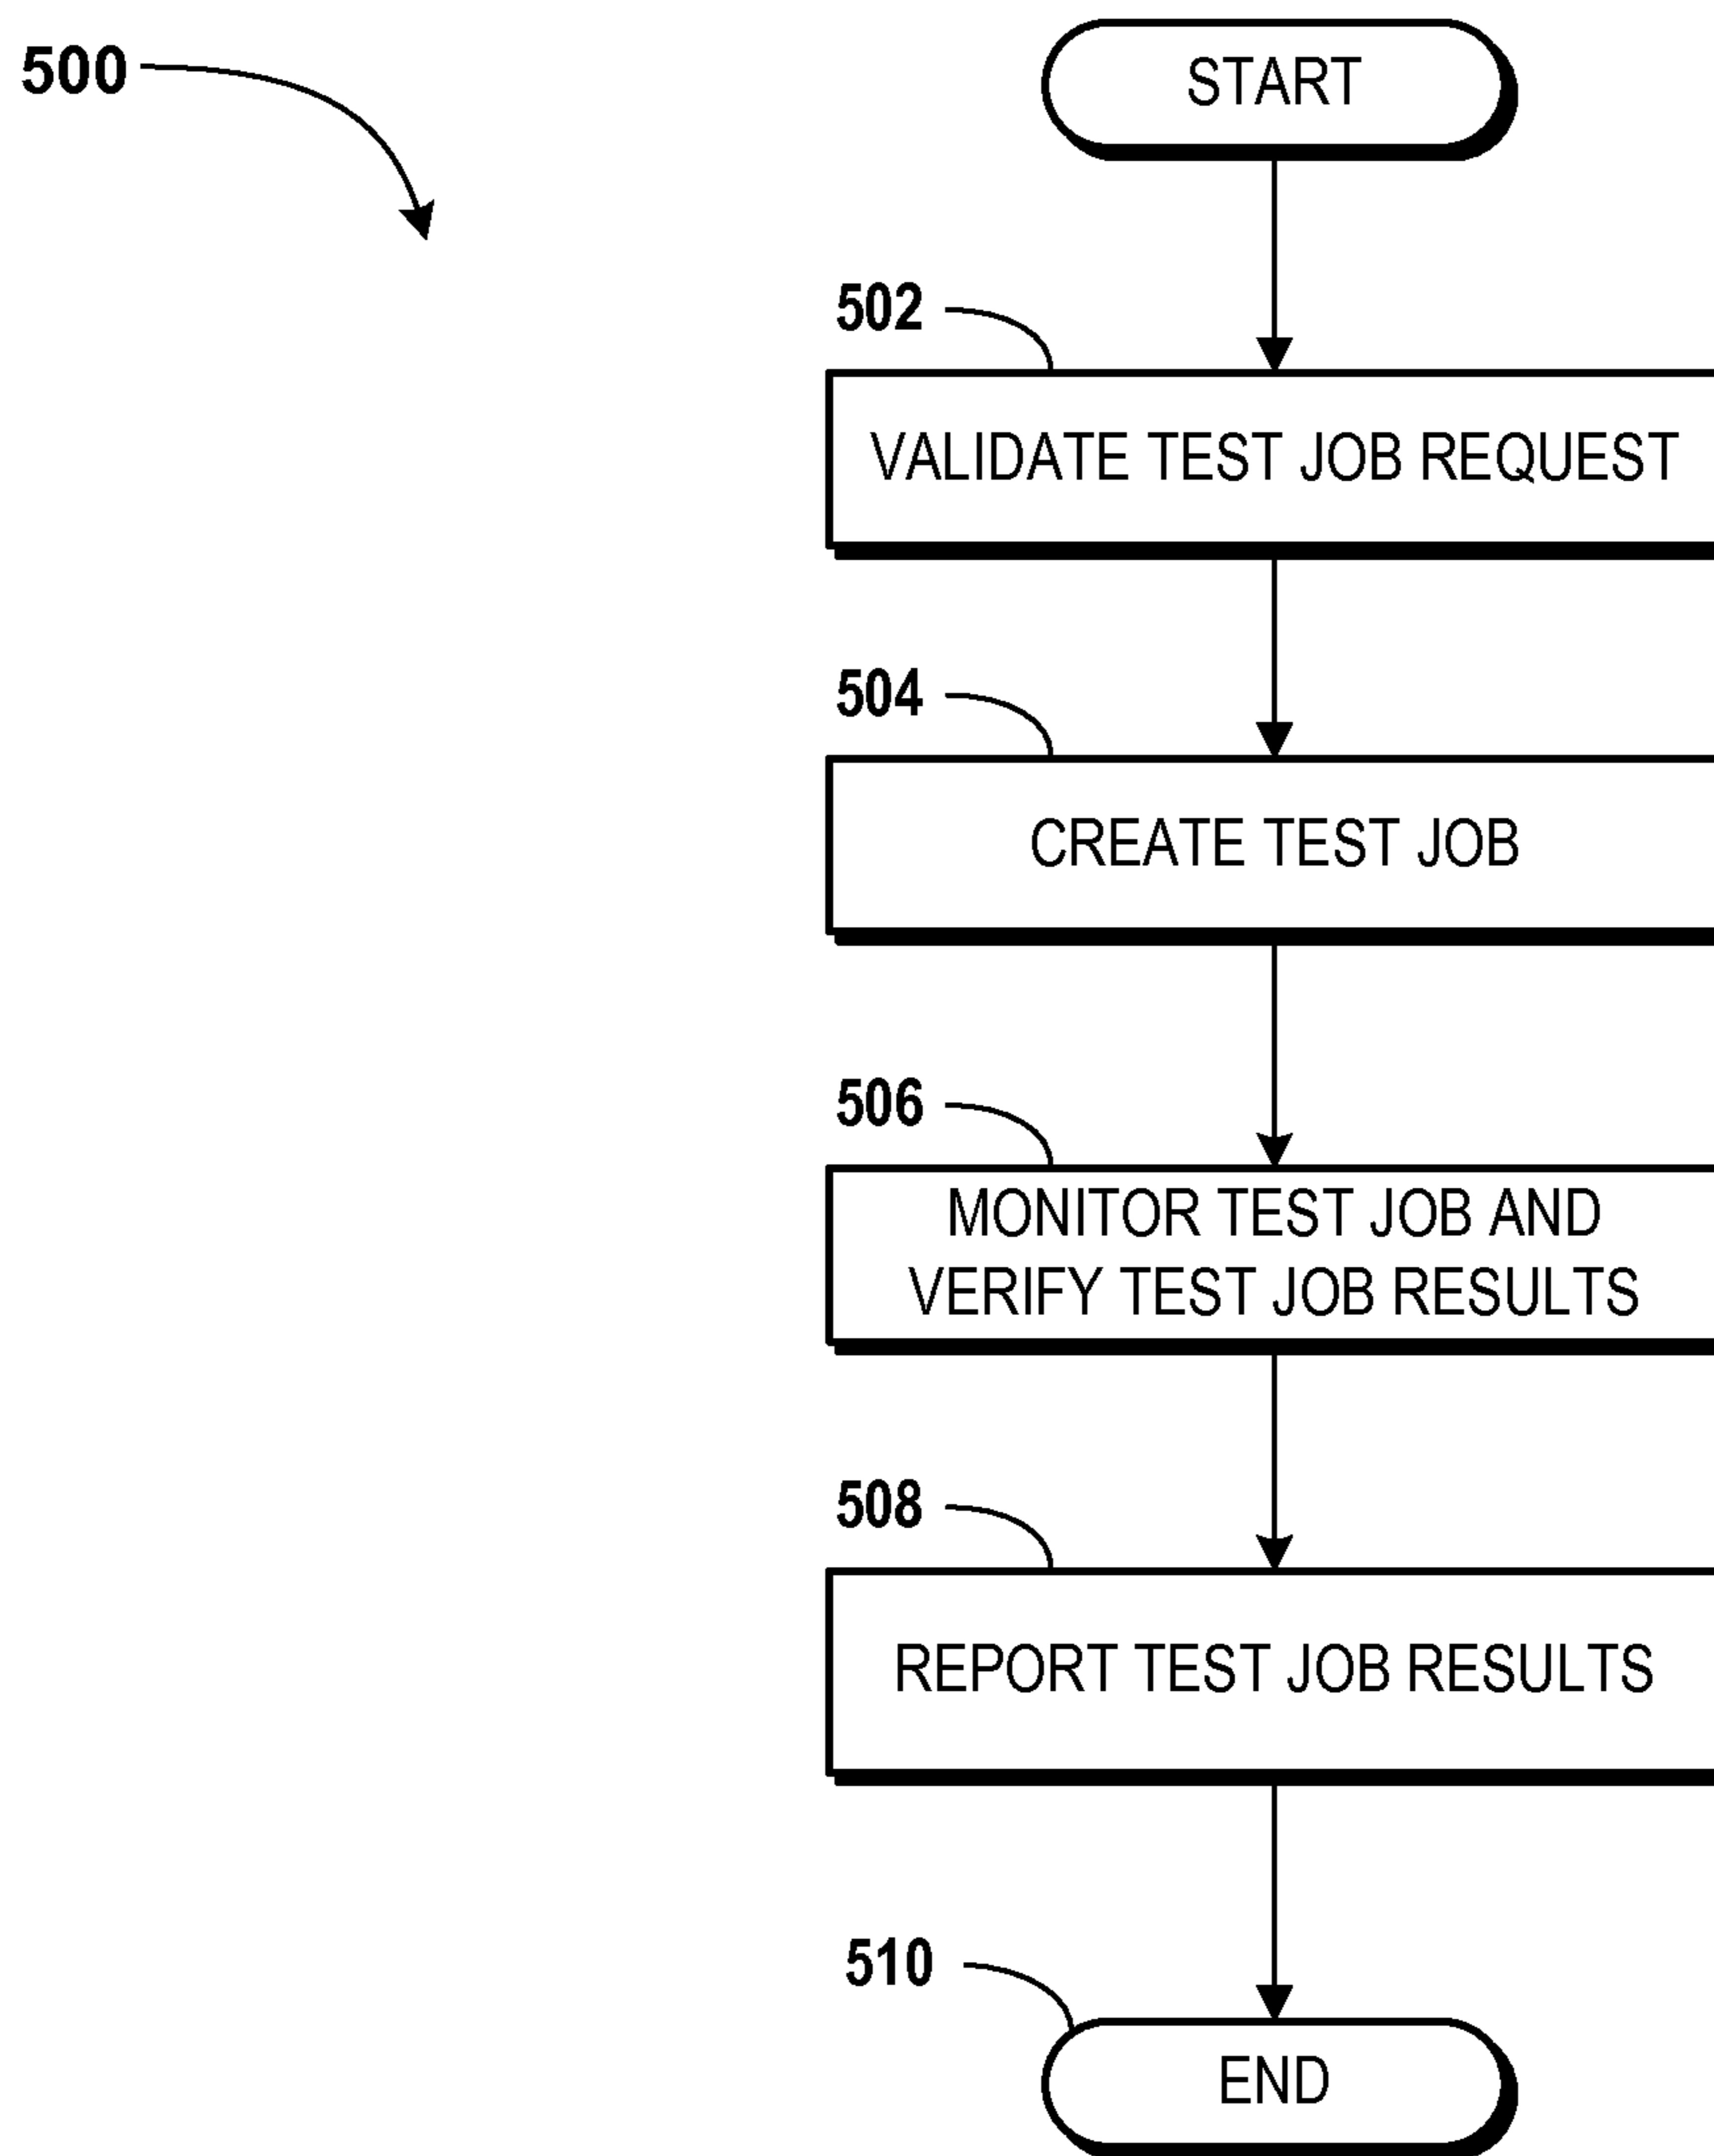 500
START
502
VALIDATE TEST JOB REQUEST
504
CREATE TEST JOB
506
MONITOR TEST JOB AND
VERIFY TEST JOB RESULTS
508
REPORT TEST JOB RESULTS
510
END